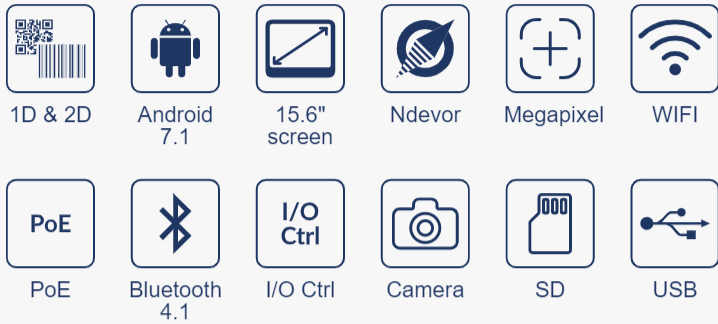 1D & 2D
Android
7.1
15.6"
screen
Ndevor
Megapixel
WIFI
PoE
I/O
Ctrl
PoE
Bluetooth
4.1
I/O Ctrl
Camera
SD
USB